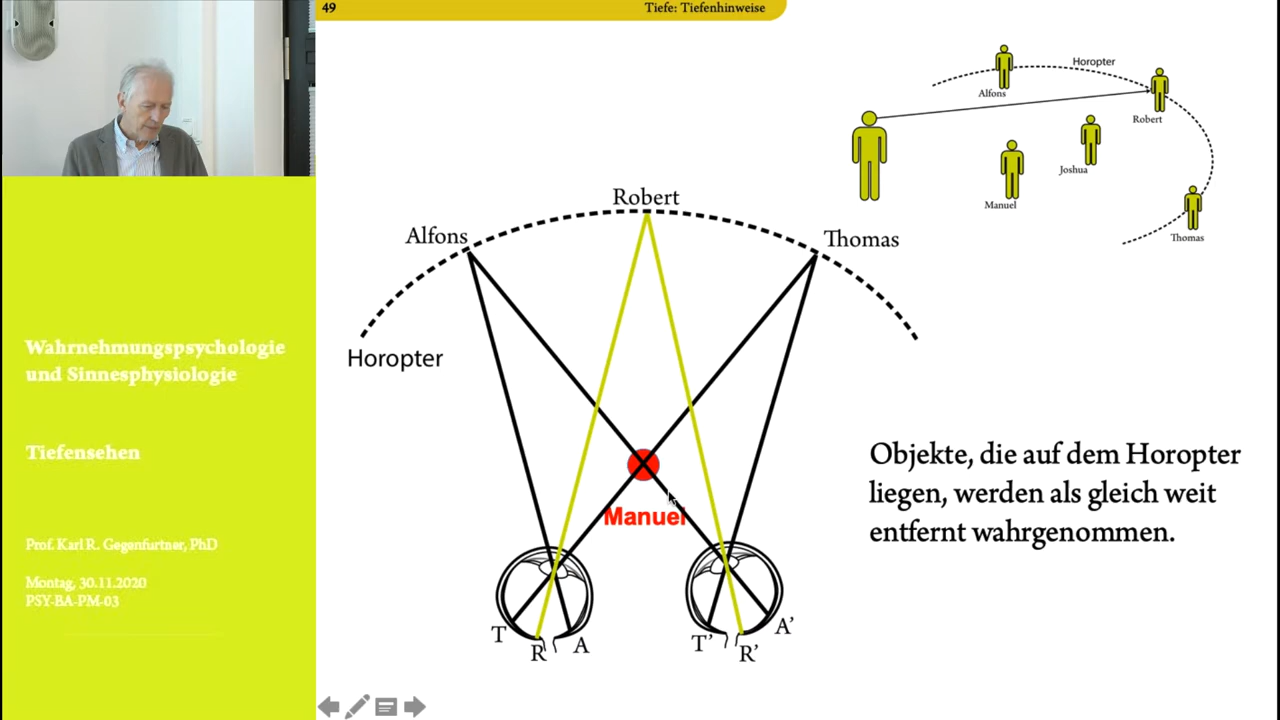 49
Tiefe: Tiefenhinweise
Horopter
Alfons
Robert
Joshua
Manuel
Thomas
Robert
Alfons
Thomas
Horopter
Manuel
T
R
A
T'
R'
A'
Objekte, die auf dem Horopter
liegen, werden als gleich weit
entfernt wahrgenommen.
Wahrnehmungspsychologie
und Sinnesphysiologie
Tiefensehen
Prof. Karl R. Gegenfurtner, PhD
Montag, 30.11.2020
PSY-BA-PM-03